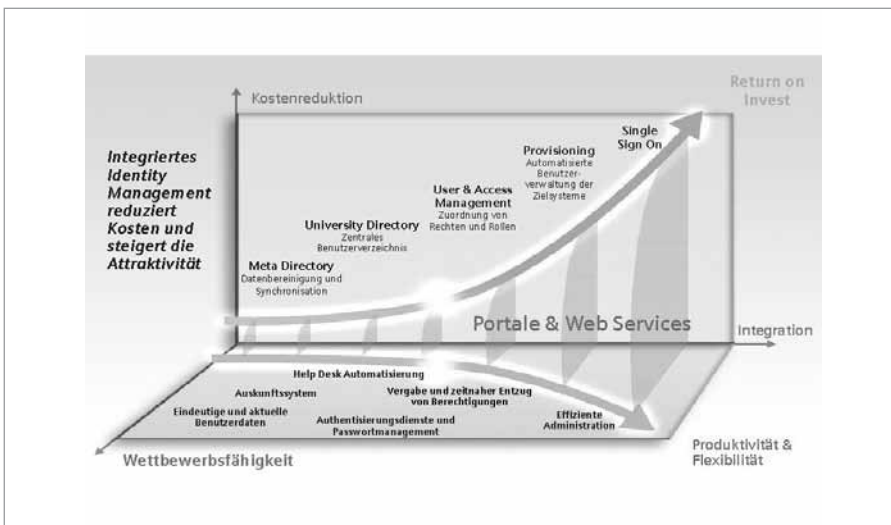 Kostenreduktion
Return on
Invest
Integriertes
Identity
Management
reduziert
Kosten und
steigert die
Attraktivität
Single
Sign On
Provisioning
Automatisierte
Benutzer-
verwaltung der
Zielsysteme
User & Access
Management
Zuordnung von
Rechten und Rollen
University Directory
Zentrales
Benutzerverzeichnis
Meta Directory
Datenbereinigung und
Synchronisation
Portale & Web Services
Integration
Help Desk Automatisierung
Auskunftssystem
Vergabe und zeitnaher Entzug
von Berechtigungen
Eindeutige und aktuelle
Benutzerdaten
Authentisierungsdienste und
Passwortmanagement
Effiziente
Administration
Wettbewerbsfähigkeit
Produktivität &
Flexibilität